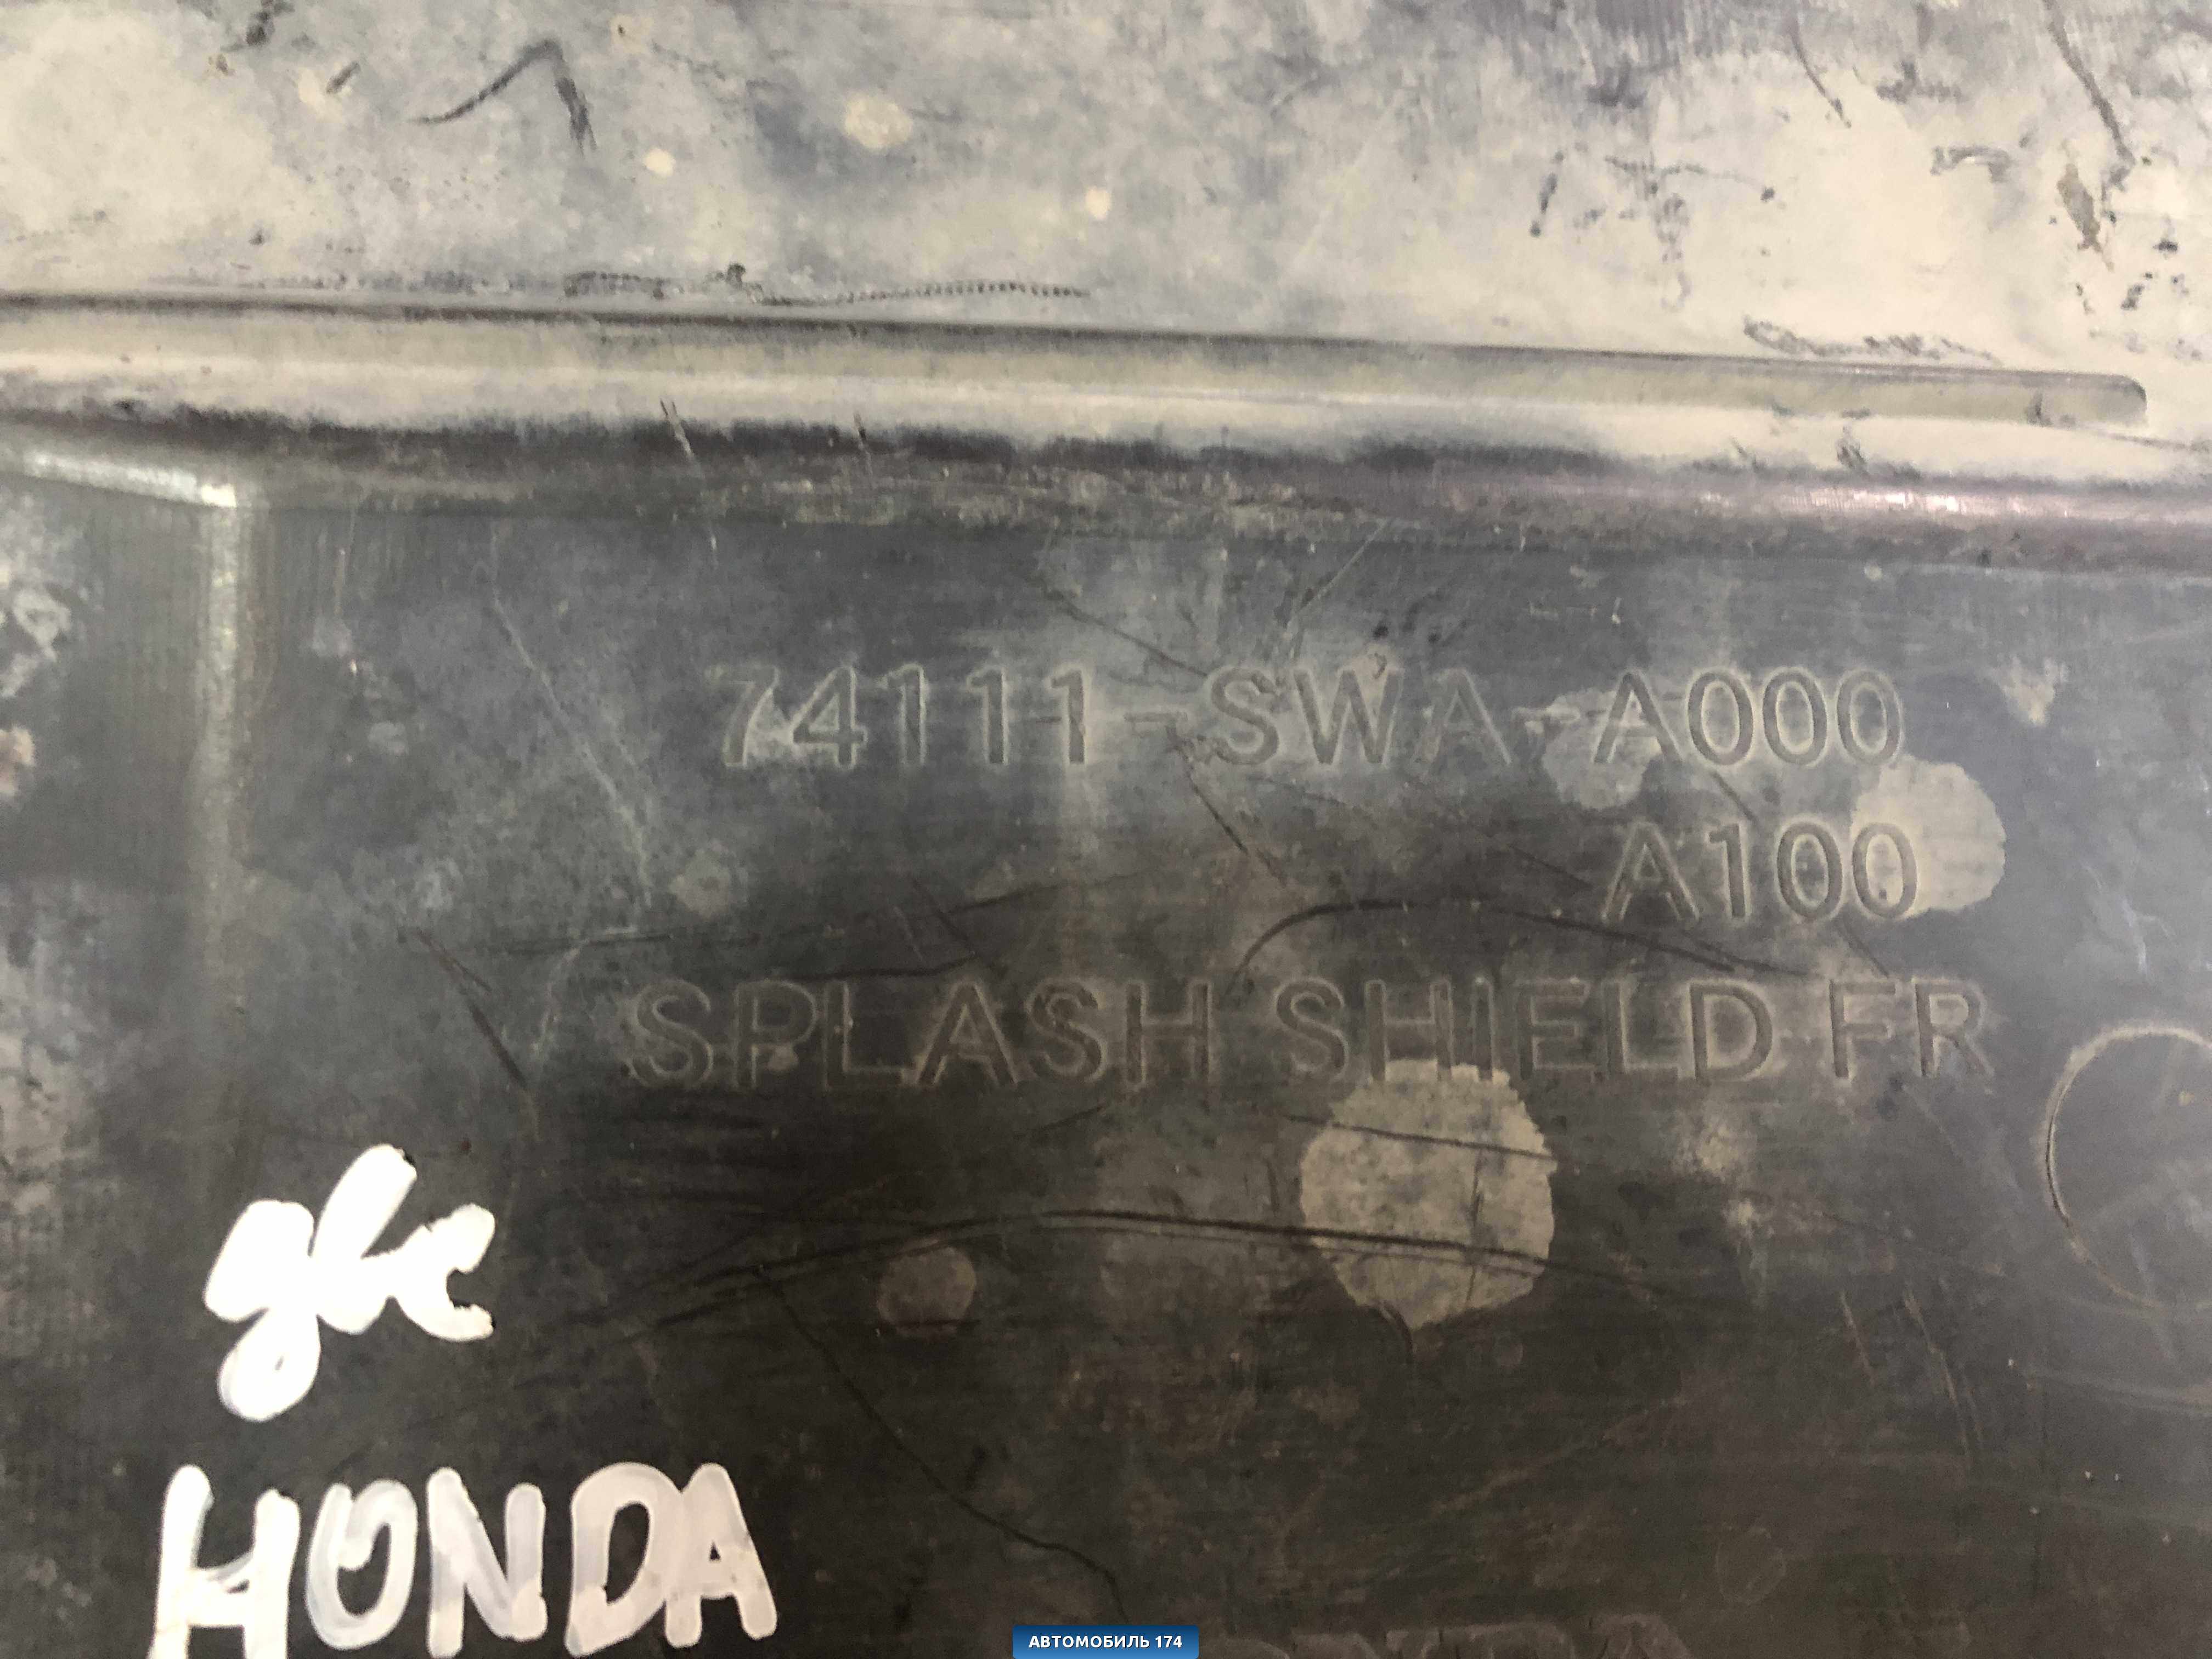 74111-SWA-A000
A100
SPLASH SHIELD FR
HONDA
АВТОМОБИЛЬ 174